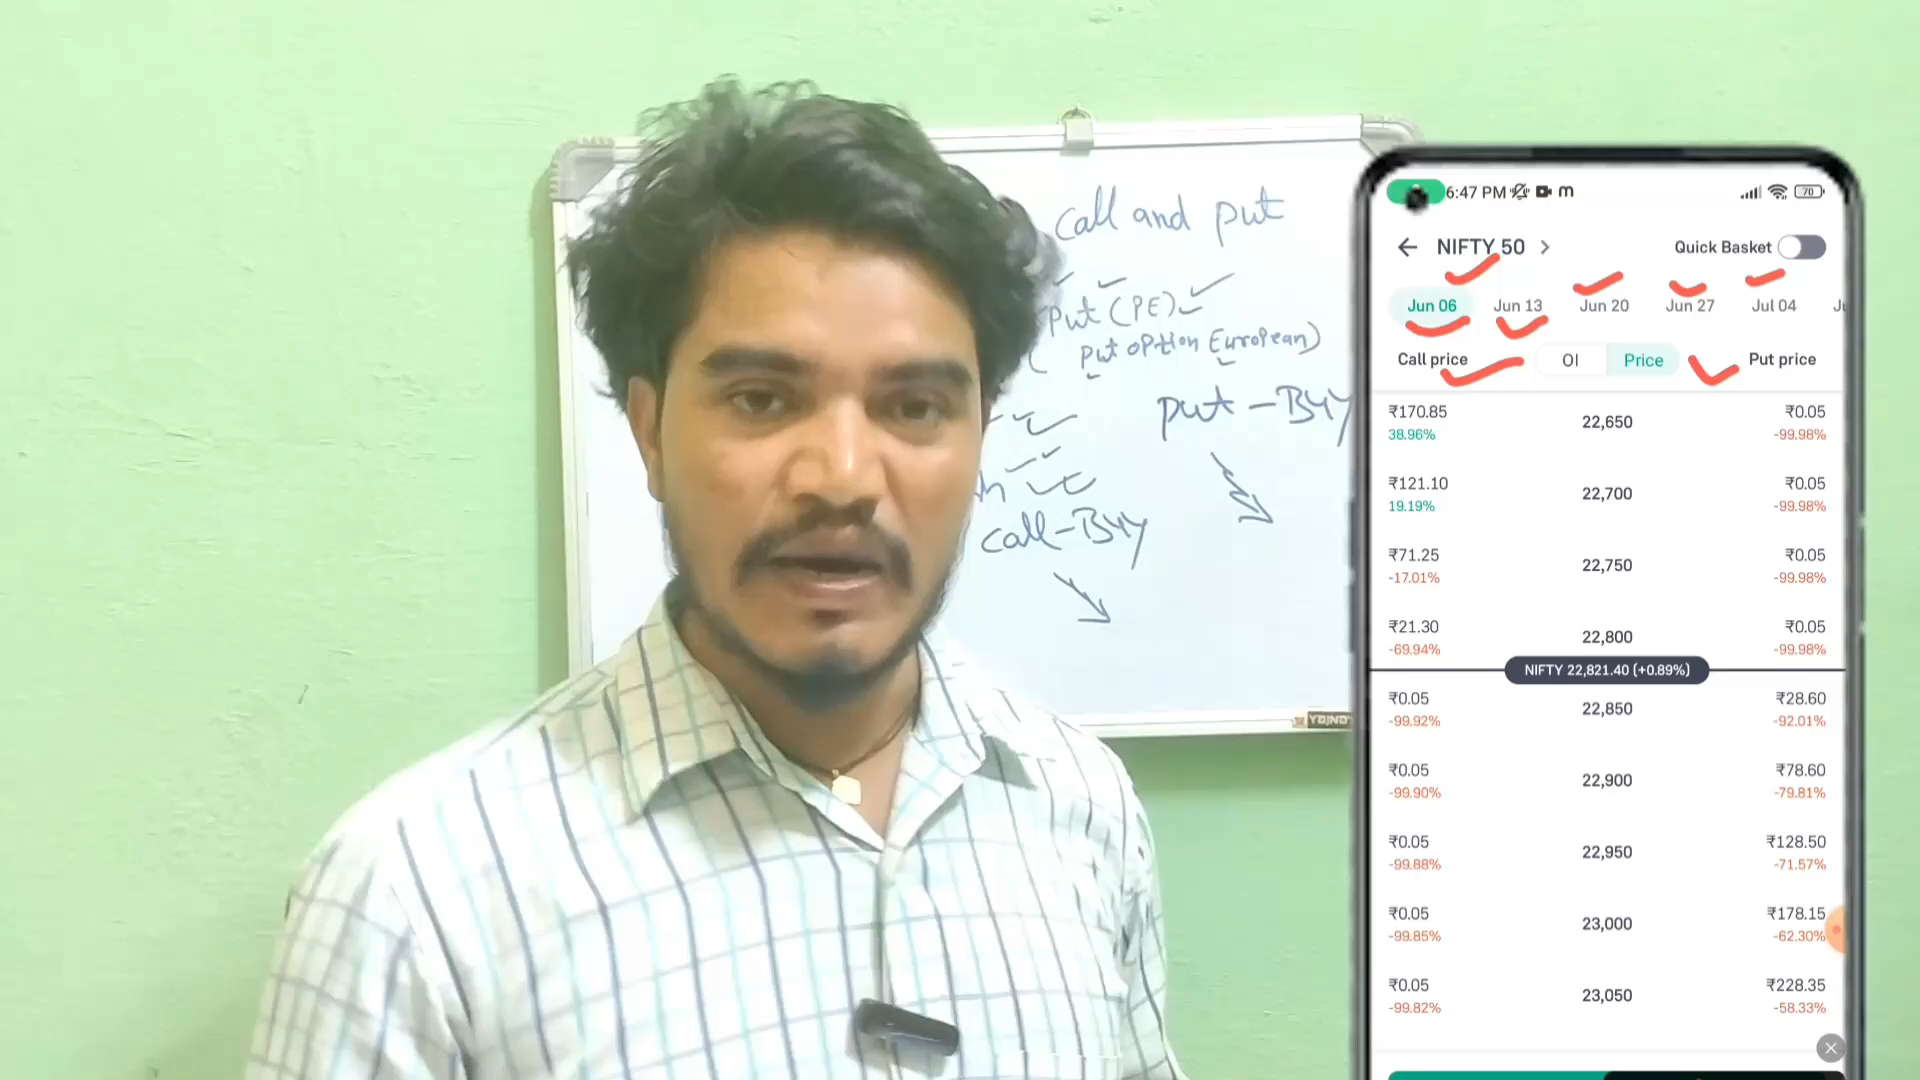 call and put
Put (PE)
( Put option European)
put - Buy
call - Buy
6:47 PM
70
NIFTY 50
Quick Basket
Jun 06 Jun 13 Jun 20 Jun 27 Jul 04
Call price OI Price Put price
₹170.85 22,650 ₹0.05
38.96% -99.98%
₹121.10 22,700 ₹0.05
19.19% -99.98%
₹71.25 22,750 ₹0.05
-17.01% -99.98%
₹21.30 22,800 ₹0.05
-69.94% -99.98%
NIFTY 22,821.40 (+0.89%)
₹0.05 22,850 ₹28.60
-99.92% -92.01%
₹0.05 22,900 ₹78.60
-99.90% -79.81%
₹0.05 22,950 ₹128.50
-99.88% -71.57%
₹0.05 23,000 ₹178.15
-99.85% -62.30%
₹0.05 23,050 ₹228.35
-99.82% -58.33%